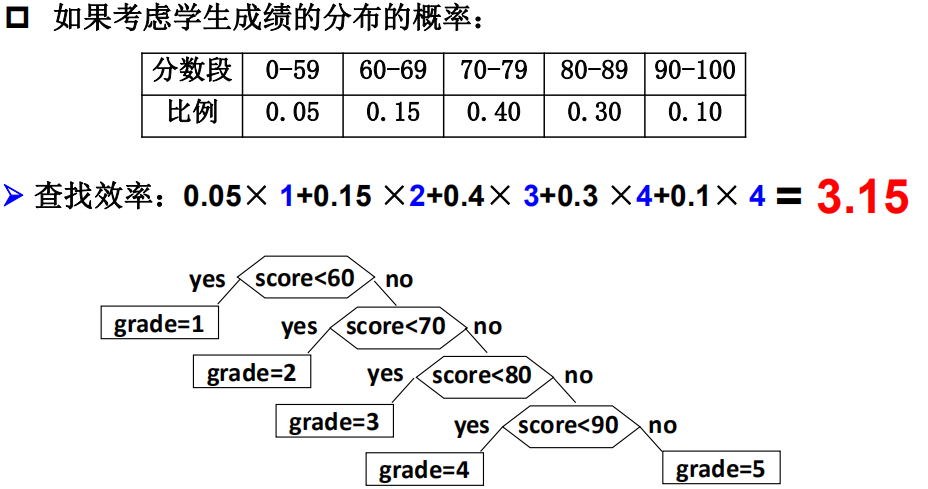 如果考虑学生成绩的分布的概率:
分数段 0-59 60-69 70-79 80-89 90-100
比例 0.05 0.15 0.40 0.30 0.10
查找效率: 0.05× 1+0.15 ×2+0.4× 3+0.3 ×4+0.1× 4 = 3.15
yes score<60 no
grade=1 yes score<70 no
grade=2 yes score<80 no
grade=3 yes score<90 no
grade=4 grade=5